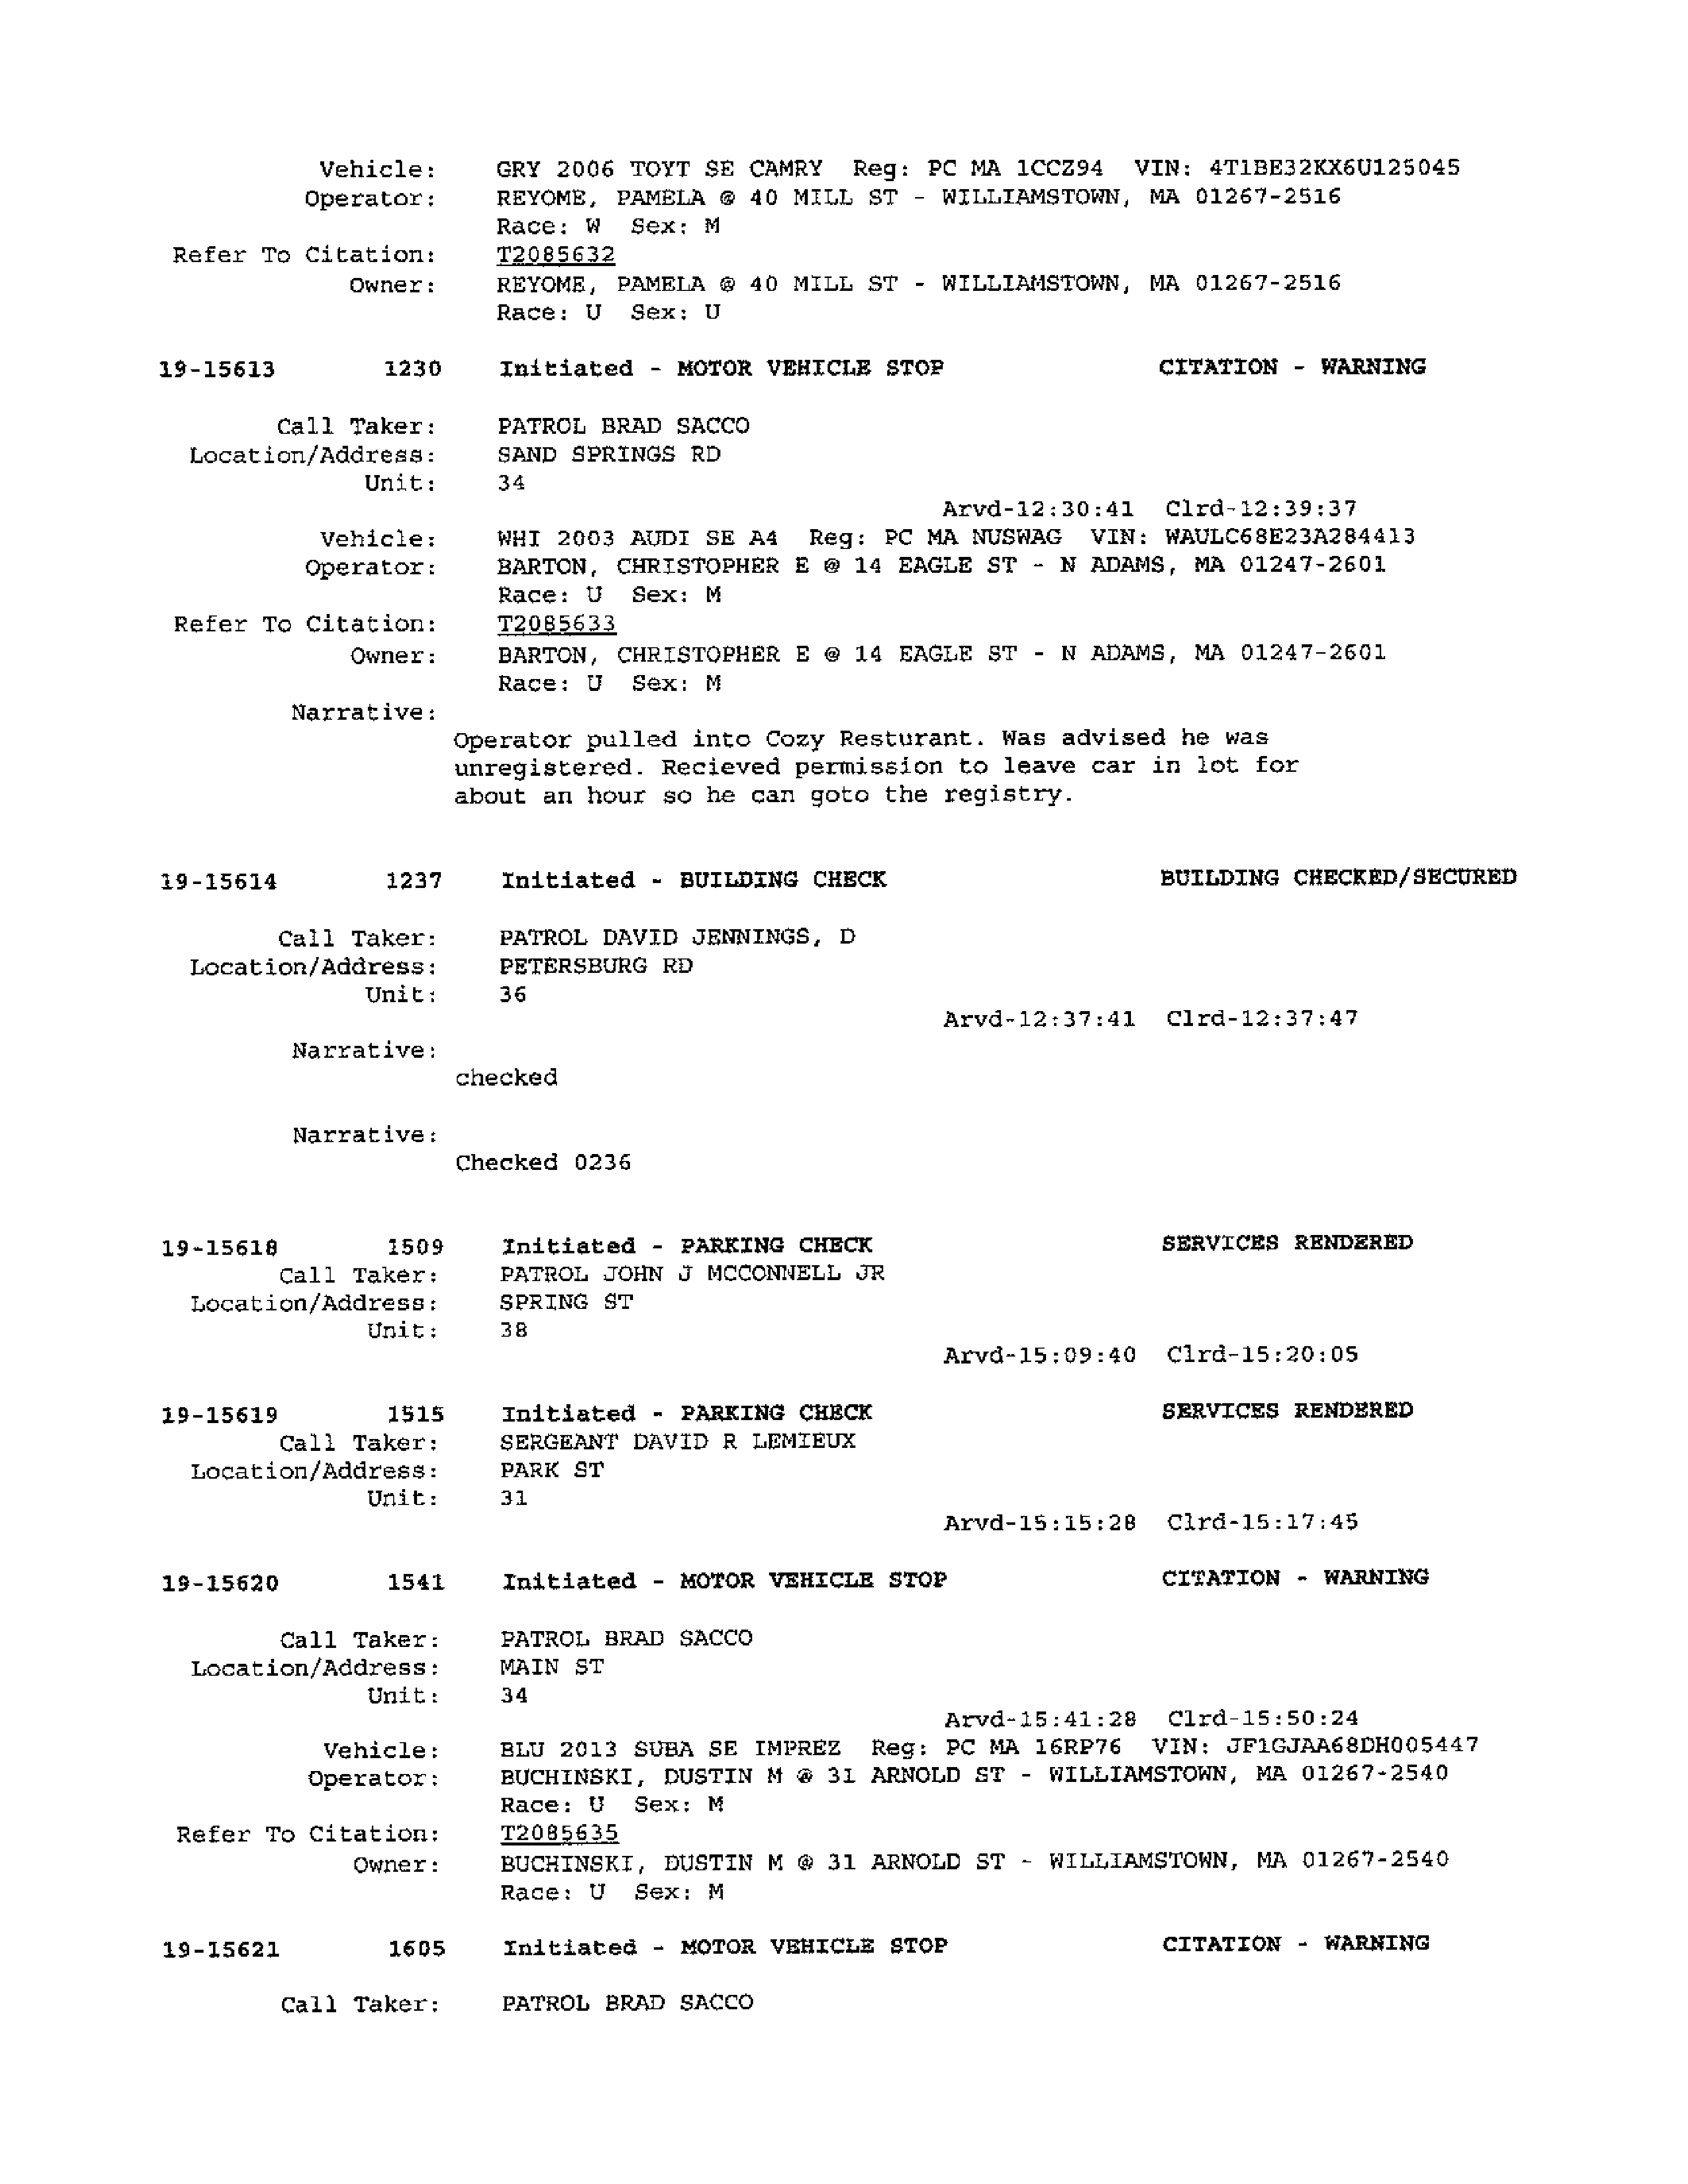 Vehicle: GRY 2006 TOYT SE CAMRY Reg: PC MA 1CCZ94 VIN: 4T1BE32KX6U125045
Operator: REYOME, PAMELA @ 40 MILL ST - WILLIAMSTOWN, MA 01267-2516
Race: W Sex: M
Refer To Citation: T2085632
Owner: REYOME, PAMELA @ 40 MILL ST - WILLIAMSTOWN, MA 01267-2516
Race: U Sex: U
19-15613 1230 Initiated - MOTOR VEHICLE STOP CITATION - WARNING
Call Taker: PATROL BRAD SACCO
Location/Address: SAND SPRINGS RD
Unit: 34
Arvd-12:30:41 Clrd-12:39:37
Vehicle: WHI 2003 AUDI SE A4 Reg: PC MA NUSWAG VIN: WAULC68E23A284413
Operator: BARTON, CHRISTOPHER E @ 14 EAGLE ST - N ADAMS, MA 01247-2601
Race: U Sex: M
Refer To Citation: T2085633
Owner: BARTON, CHRISTOPHER E @ 14 EAGLE ST - N ADAMS, MA 01247-2601
Race: U Sex: M
Narrative:
Operator pulled into Cozy Resturant. Was advised he was
unregistered. Recieved permission to leave car in lot for
about an hour so he can goto the registry.
19-15614 1237 Initiated - BUILDING CHECK BUILDING CHECKED/SECURED
Call Taker: PATROL DAVID JENNINGS, D
Location/Address: PETERSBURG RD
Unit: 36
Arvd-12:37:41 Clrd-12:37:47
Narrative:
checked
Narrative:
Checked 0236
19-15618 1509 Initiated - PARKING CHECK SERVICES RENDERED
Call Taker: PATROL JOHN J MCCONNELL JR
Location/Address: SPRING ST
Unit: 38
Arvd-15:09:40 Clrd-15:20:05
19-15619 1515 Initiated - PARKING CHECK SERVICES RENDERED
Call Taker: SERGEANT DAVID R LEMIEUX
Location/Address: PARK ST
Unit: 31
Arvd-15:15:28 Clrd-15:17:45
19-15620 1541 Initiated - MOTOR VEHICLE STOP CITATION - WARNING
Call Taker: PATROL BRAD SACCO
Location/Address: MAIN ST
Unit: 34
Arvd-15:41:28 Clrd-15:50:24
Vehicle: BLU 2013 SUBA SE IMPREZ Reg: PC MA 16RP76 VIN: JF1GJAA68DH005447
Operator: BUCHINSKI, DUSTIN M @ 31 ARNOLD ST - WILLIAMSTOWN, MA 01267-2540
Race: U Sex: M
Refer To Citation: T2085635
Owner: BUCHINSKI, DUSTIN M @ 31 ARNOLD ST - WILLIAMSTOWN, MA 01267-2540
Race: U Sex: M
19-15621 1605 Initiated - MOTOR VEHICLE STOP CITATION - WARNING
Call Taker: PATROL BRAD SACCO